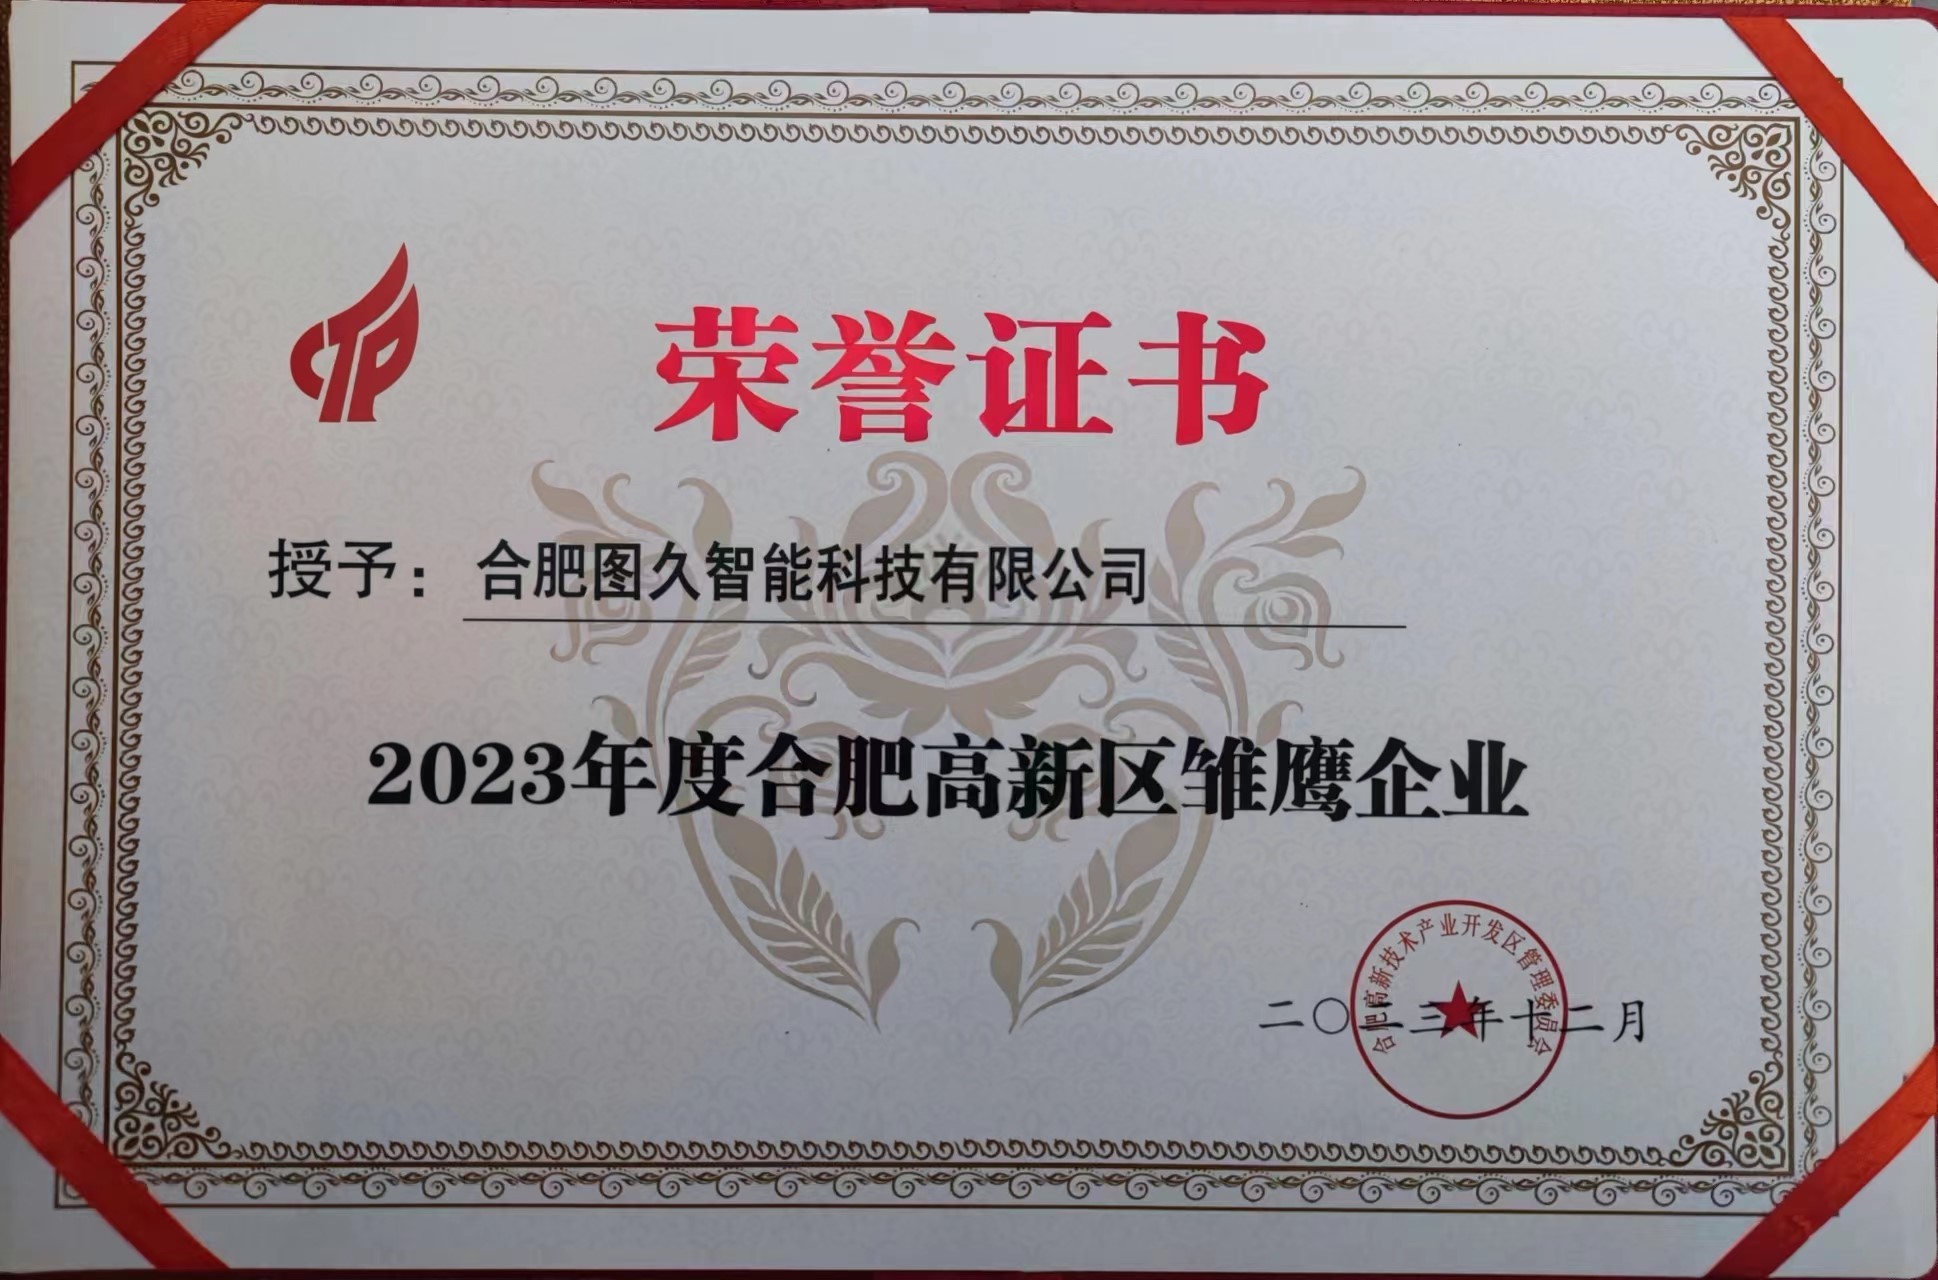 CTP
荣誉证书
授予：合肥图久智能科技有限公司
2023年度合肥高新区雏鹰企业
合肥高新技术产业开发区管理委员会
二〇二三年十二月